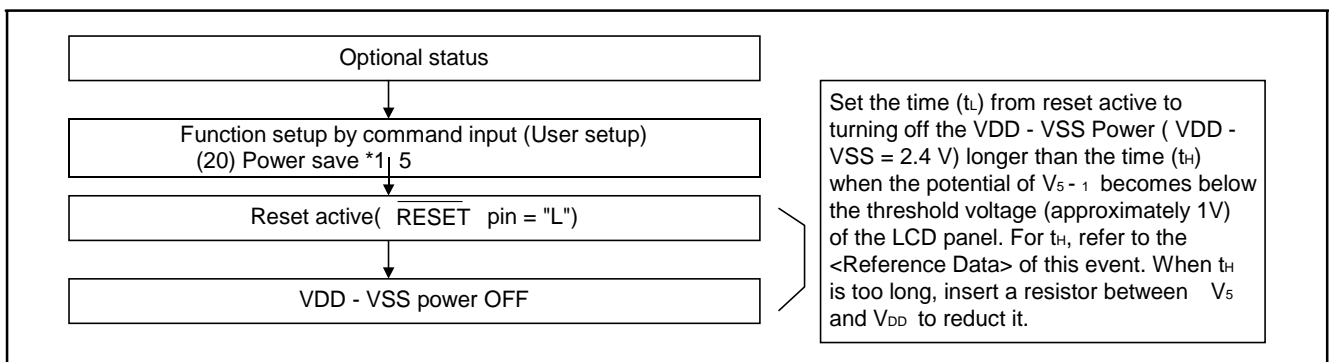 Optional status
Function setup by command input (User setup)
(20) Power save *1 5
Reset active( RESET pin = "L")
VDD - VSS power OFF
Set the time (tL) from reset active to
turning off the VDD - VSS Power ( VDD -
VSS = 2.4 V) longer than the time (tH)
when the potential of V5 - 1 becomes below
the threshold voltage (approximately 1V)
of the LCD panel. For tH, refer to the
<Reference Data> of this event. When tH
is too long, insert a resistor between V5
and VDD to reduct it.